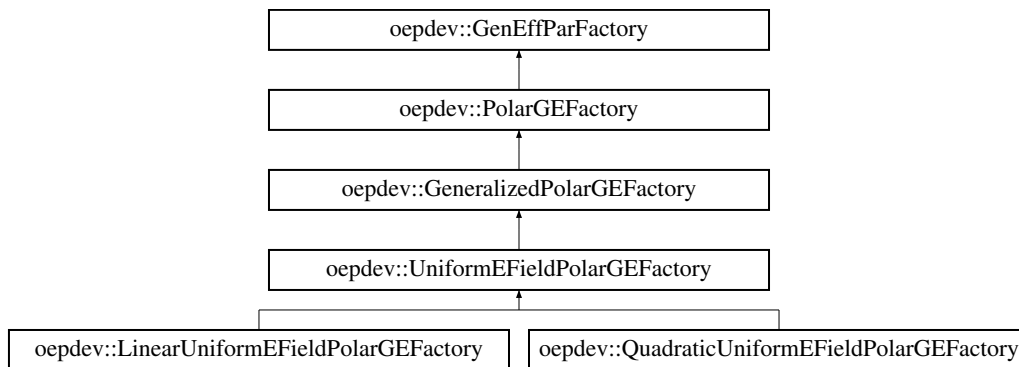 oepdev::GenEffParFactory
oepdev::PolarGEFactory
oepdev::GeneralizedPolarGEFactory
oepdev::UniformEFieldPolarGEFactory
oepdev::LinearUniformEFieldPolarGEFactory
oepdev::QuadraticUniformEFieldPolarGEFactory